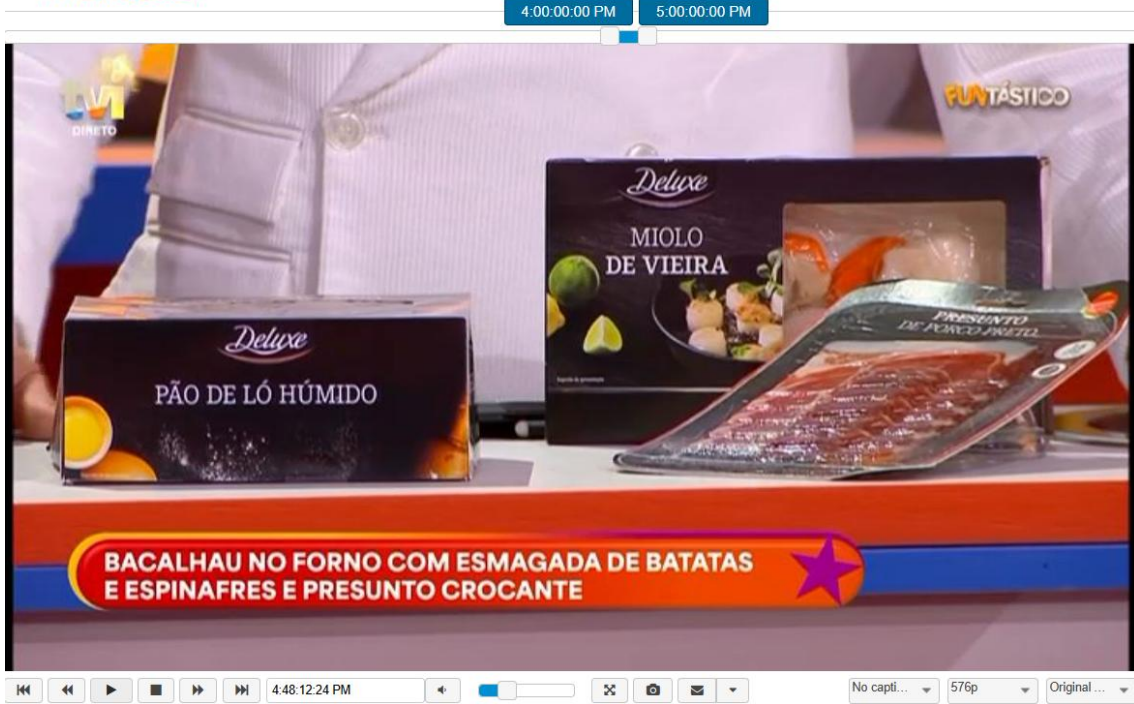 4:00:00:00 PM 5:00:00:00 PM
tvi
DIRETO
FUNTÁSTICO
Deluxe
MIOLO
DE VIEIRA
PRESUNTO
DE PORCO PRETO
Deluxe
PÃO DE LÓ HÚMIDO
BACALHAU NO FORNO COM ESMAGADA DE BATATAS
E ESPINAFRES E PRESUNTO CROCANTE
4:48:12:24 PM No capti... 576p Original ...